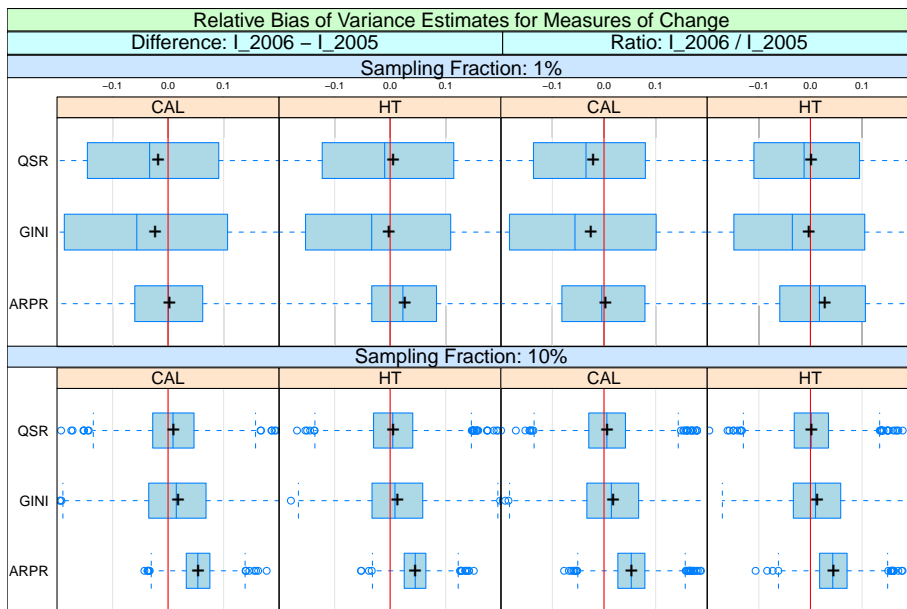 Relative Bias of Variance Estimates for Measures of Change
Difference: I_2006 − I_2005 Ratio: I_2006 / I_2005
Sampling Fraction: 1%
−0.1 0.0 0.1 −0.1 0.0 0.1 −0.1 0.0 0.1 −0.1 0.0 0.1
CAL HT CAL HT
QSR
GINI
ARPR
Sampling Fraction: 10%
CAL HT CAL HT
QSR
GINI
ARPR